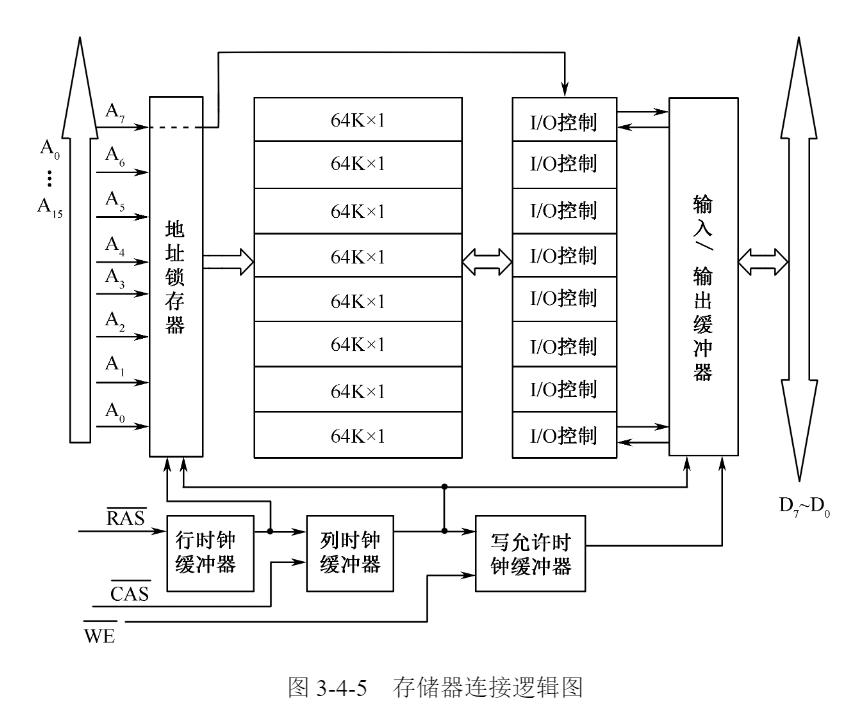 A₀
⋮
A₁₅
A₇
A₆
A₅
A₄
A₃
A₂
A₁
A₀
地址锁存器
64K×1
64K×1
64K×1
64K×1
64K×1
64K×1
64K×1
64K×1
I/O控制
I/O控制
I/O控制
I/O控制
I/O控制
I/O控制
I/O控制
I/O控制
输入/输出缓冲器
D₇~D₀
R̅A̅S̅
行时钟
缓冲器
列时钟
缓冲器
写允许时
钟缓冲器
C̅A̅S̅
W̅E̅
图 3-4-5 存储器连接逻辑图